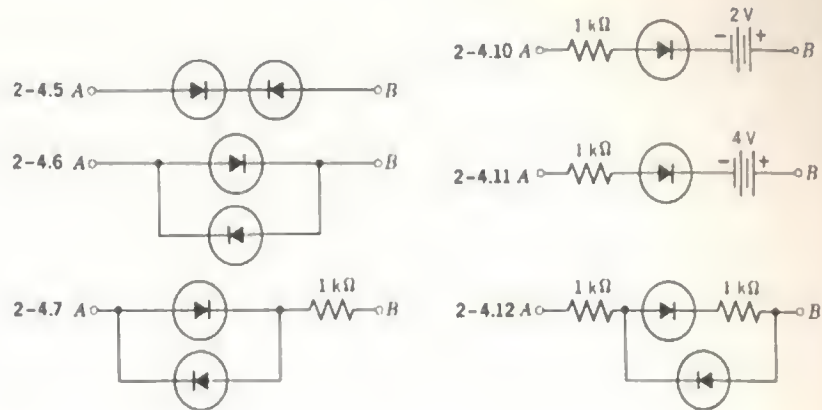 2-4.5 A B
2-4.6 A B
2-4.7 A 1 kΩ B
2-4.10 A 1 kΩ - 2 V + B
2-4.11 A 1 kΩ - 4 V + B
2-4.12 A 1 kΩ 1 kΩ B